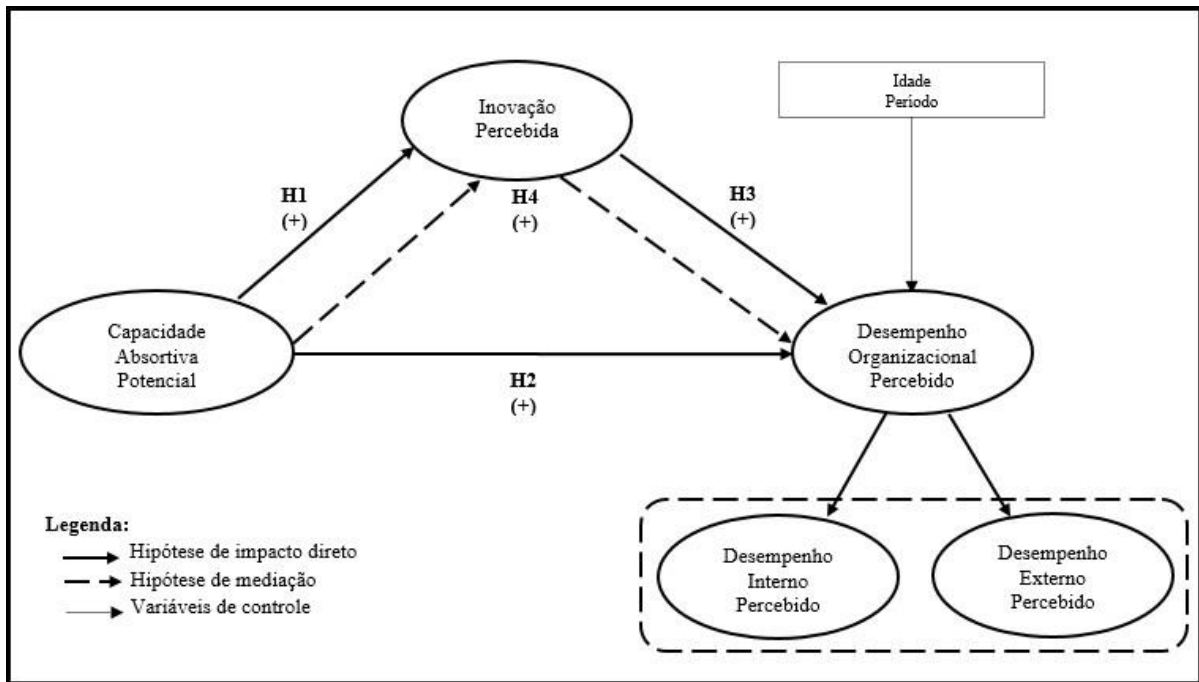 Inovação
Percebida
Idade
Período
H1
(+)
H4
(+)
H3
(+)
Capacidade
Absortiva
Potencial
Desempenho
Organizacional
Percebido
H2
(+)
Legenda:
Hipótese de impacto direto
Hipótese de mediação
Variáveis de controle
Desempenho
Interno
Percebido
Desempenho
Externo
Percebido